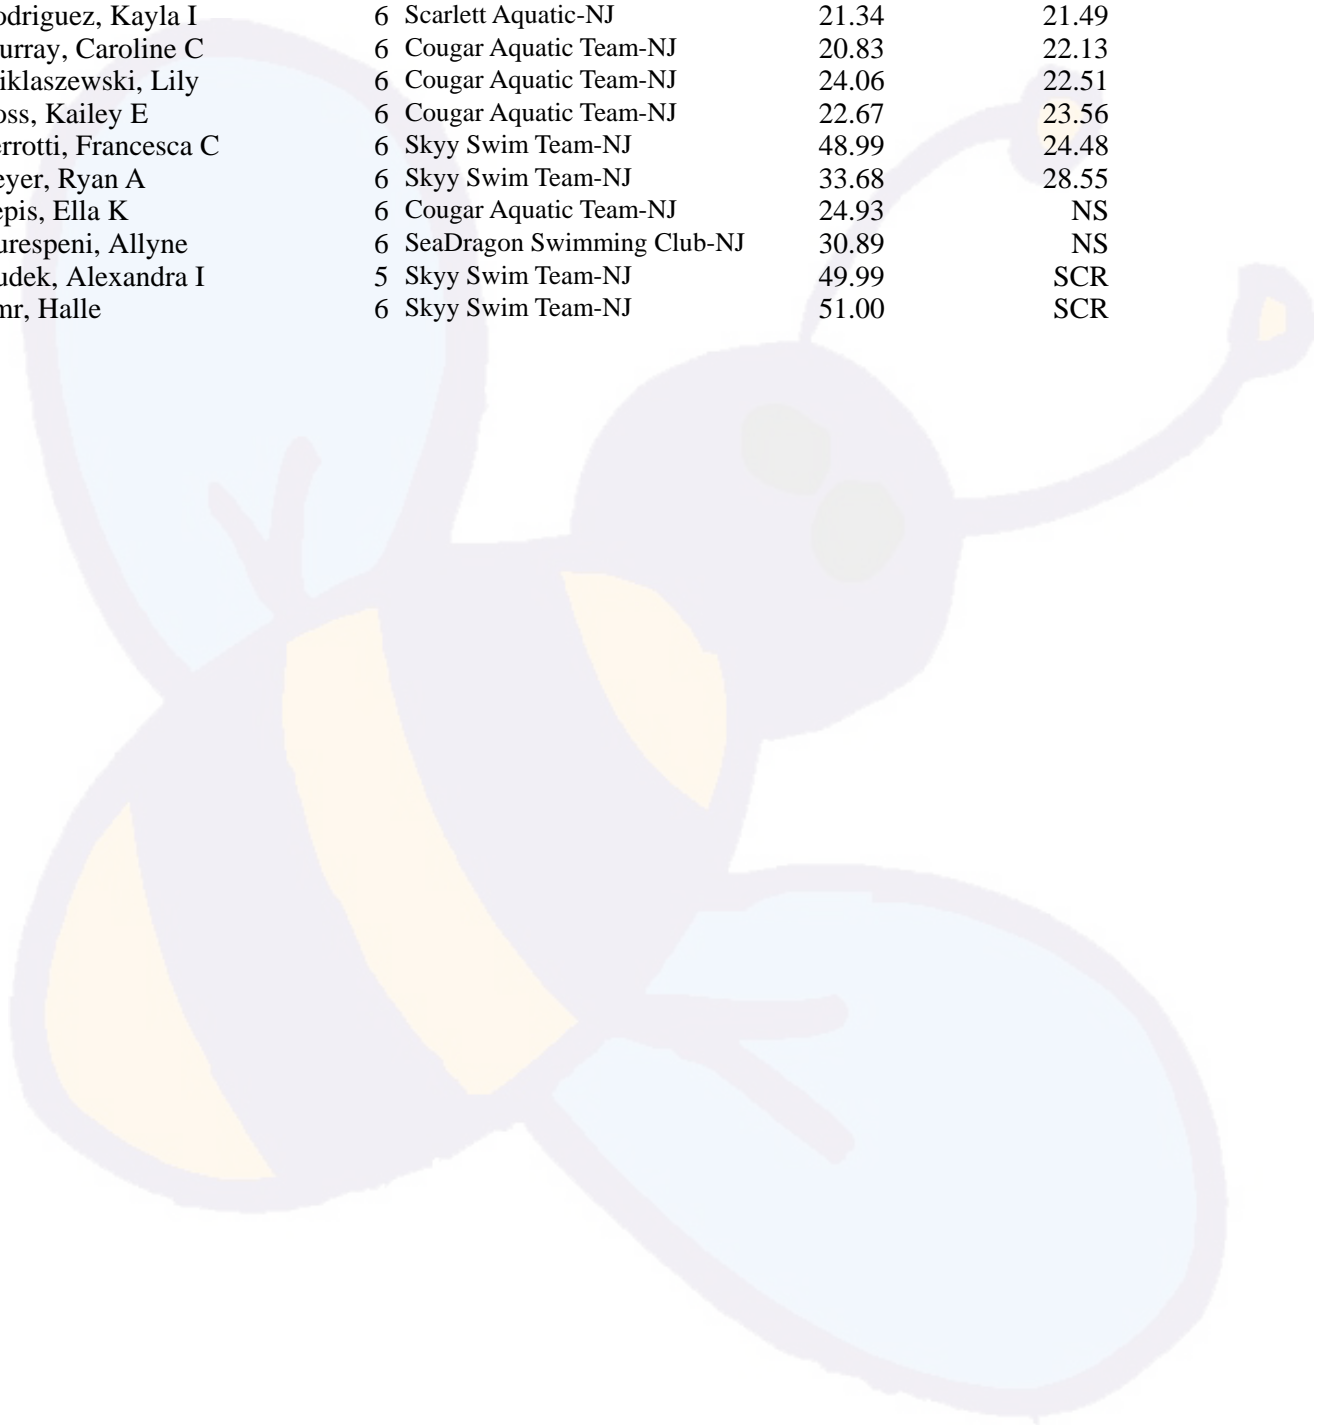 odriguez, Kayla I 6 Scarlett Aquatic-NJ 21.34 21.49
urray, Caroline C 6 Cougar Aquatic Team-NJ 20.83 22.13
iklaszewski, Lily 6 Cougar Aquatic Team-NJ 24.06 22.51
oss, Kailey E 6 Cougar Aquatic Team-NJ 22.67 23.56
errotti, Francesca C 6 Skyy Swim Team-NJ 48.99 24.48
eyer, Ryan A 6 Skyy Swim Team-NJ 33.68 28.55
epis, Ella K 6 Cougar Aquatic Team-NJ 24.93 NS
urespeni, Allyne 6 SeaDragon Swimming Club-NJ 30.89 NS
udek, Alexandra I 5 Skyy Swim Team-NJ 49.99 SCR
mr, Halle 6 Skyy Swim Team-NJ 51.00 SCR